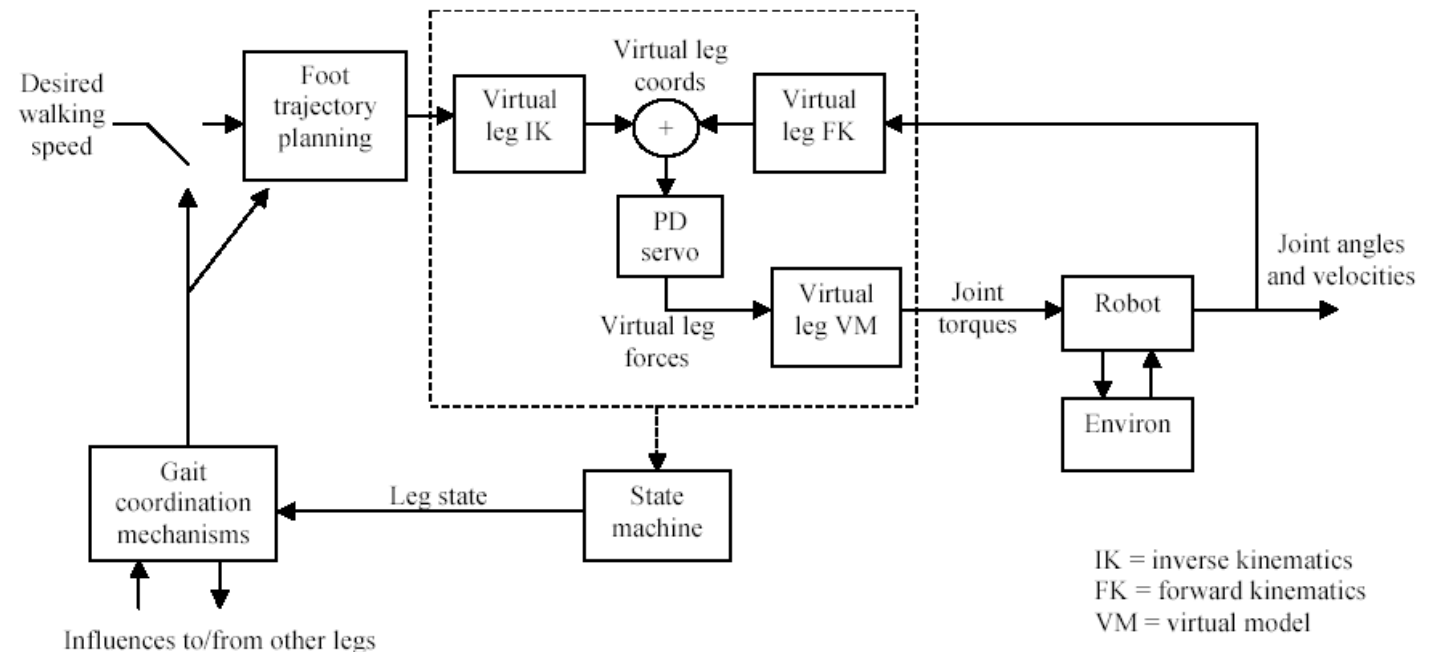 Desired
walking
speed
Foot
trajectory
planning
Virtual
leg IK
Virtual leg
coords
+
Virtual
leg FK
PD
servo
Virtual leg
forces
Virtual
leg VM
Joint
torques
Robot
Joint angles
and velocities
Environ
Gait
coordination
mechanisms
Leg state
State
machine
Influences to/from other legs
IK = inverse kinematics
FK = forward kinematics
VM = virtual model